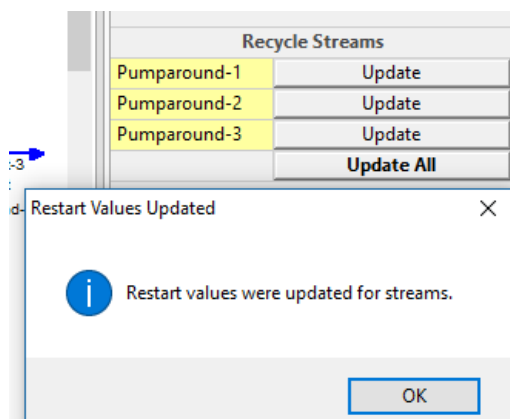 Recycle Streams
Pumparound-1 Update
Pumparound-2 Update
Pumparound-3 Update
Update All
-3
d-
Restart Values Updated
Restart values were updated for streams.
OK